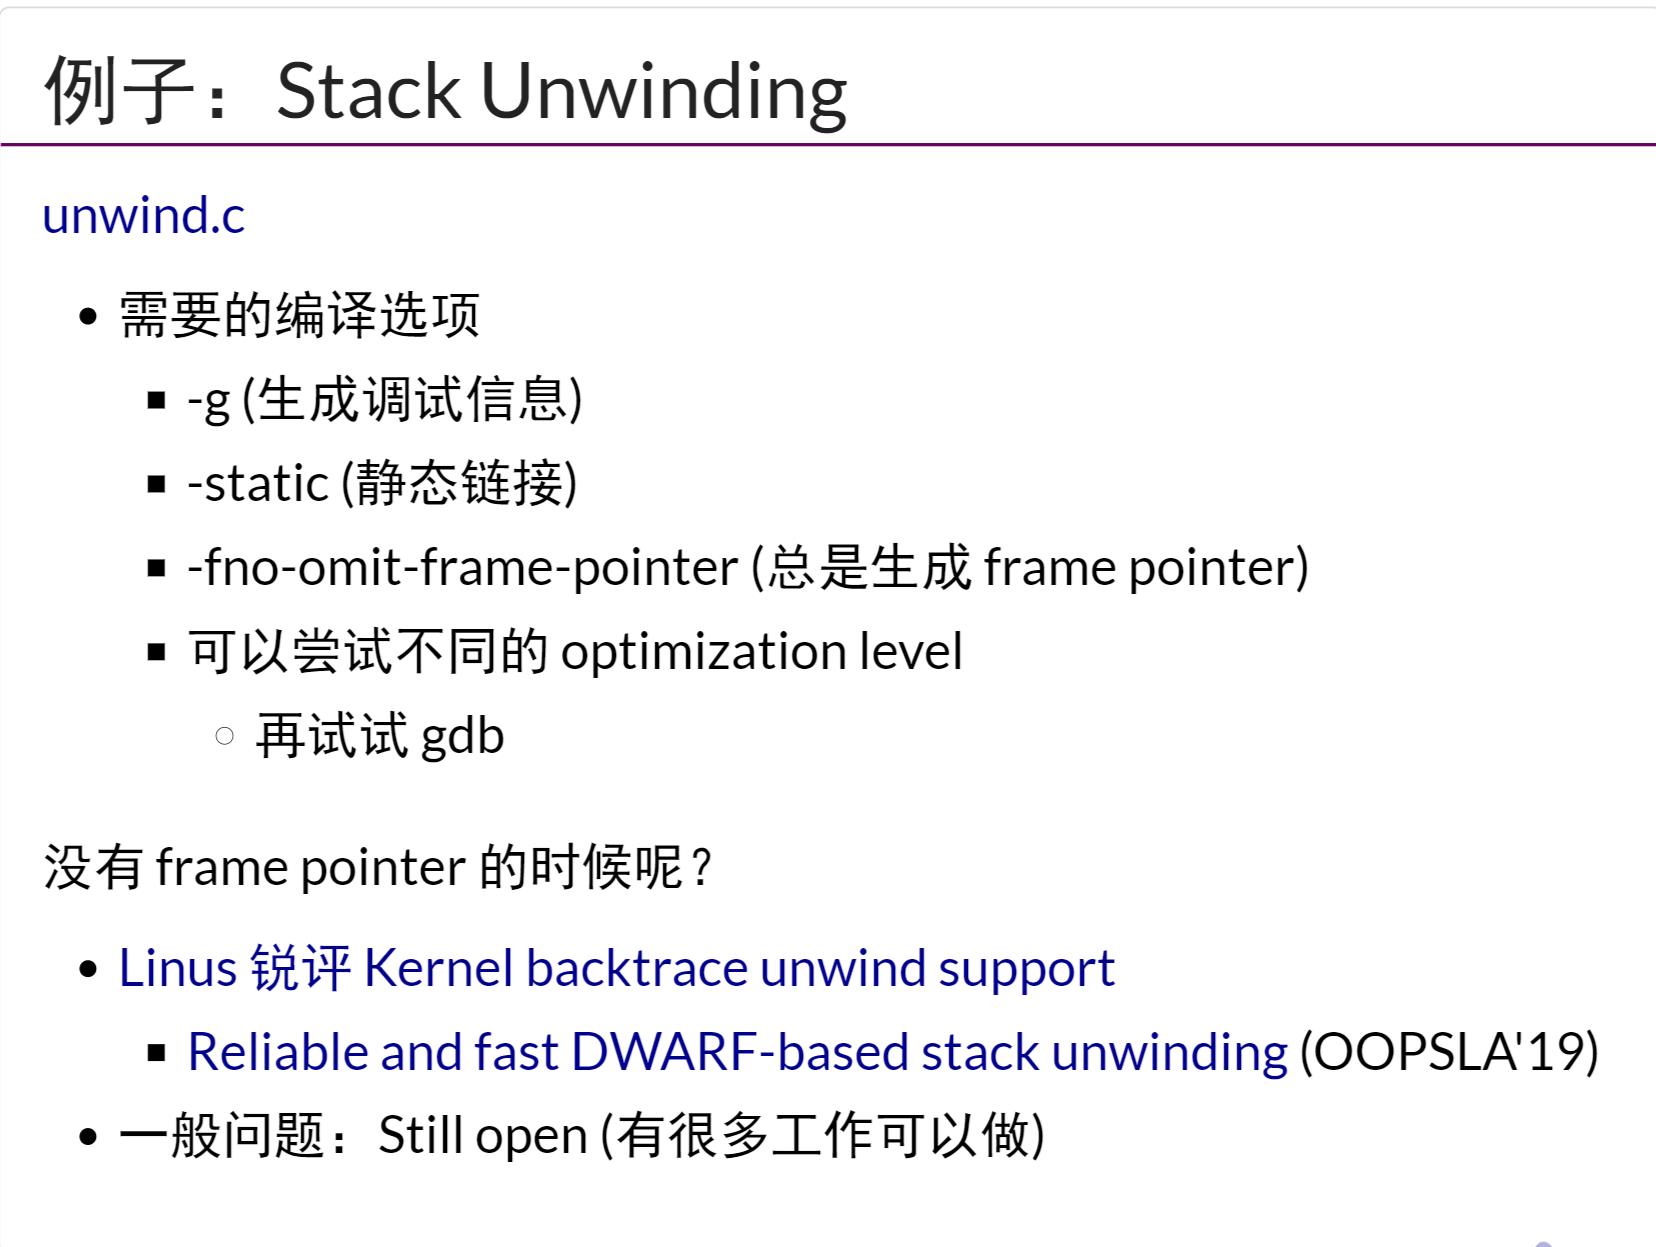 例子：Stack Unwinding
unwind.c
需要的编译选项
-g (生成调试信息)
-static (静态链接)
-fno-omit-frame-pointer (总是生成 frame pointer)
可以尝试不同的 optimization level
再试试 gdb
没有 frame pointer 的时候呢？
Linus 锐评 Kernel backtrace unwind support
Reliable and fast DWARF-based stack unwinding (OOPSLA'19)
一般问题：Still open (有很多工作可以做)